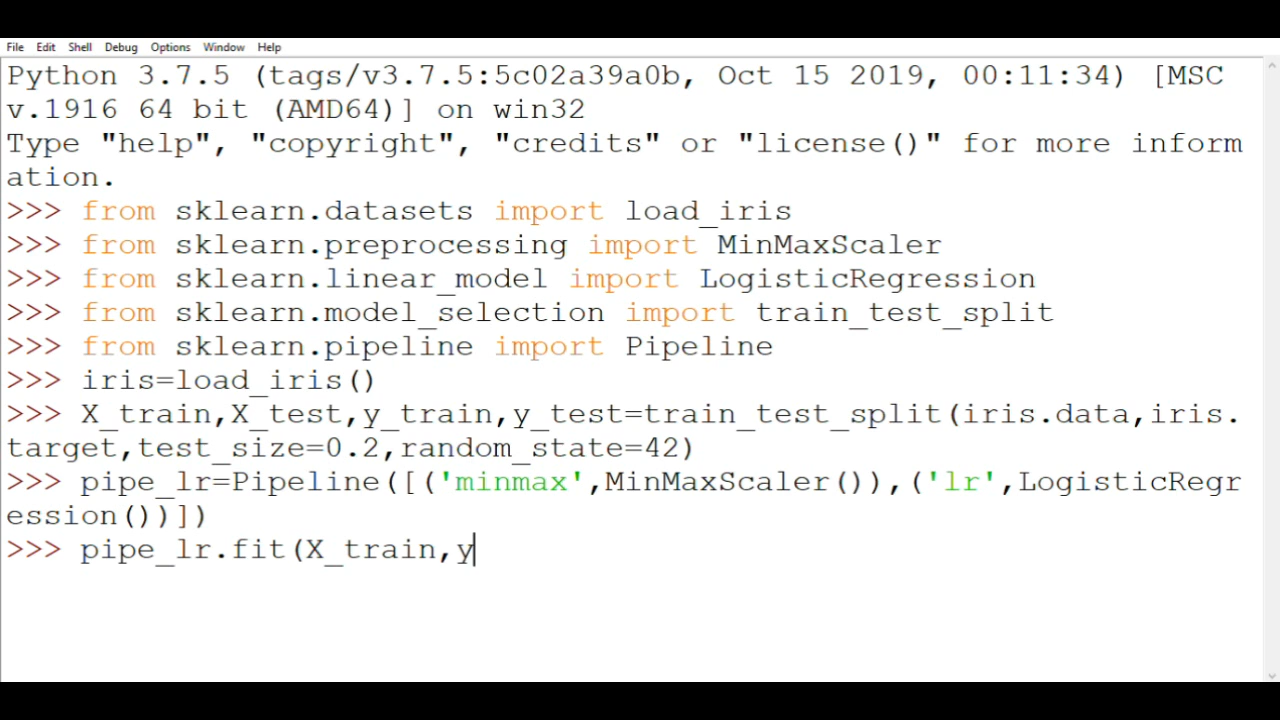 File Edit Shell Debug Options Window Help
Python 3.7.5 (tags/v3.7.5:5c02a39a0b, Oct 15 2019, 00:11:34) [MSC
v.1916 64 bit (AMD64)] on win32
Type "help", "copyright", "credits" or "license()" for more inform
ation.
>>> from sklearn.datasets import load_iris
>>> from sklearn.preprocessing import MinMaxScaler
>>> from sklearn.linear_model import LogisticRegression
>>> from sklearn.model_selection import train_test_split
>>> from sklearn.pipeline import Pipeline
>>> iris=load_iris()
>>> X_train,X_test,y_train,y_test=train_test_split(iris.data,iris.
target,test_size=0.2,random_state=42)
>>> pipe_lr=Pipeline([('minmax',MinMaxScaler()),('lr',LogisticRegr
ession())])
>>> pipe_lr.fit(X_train,y